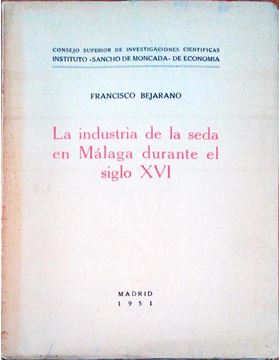 CONSEJO SUPERIOR DE INVESTIGACIONES CIENTIFICAS
INSTITUTO «SANCHO DE MONCADA» DE ECONOMIA
FRANCISCO BEJARANO
La industria de la seda
en Málaga durante el
siglo XVI
MADRID
1951